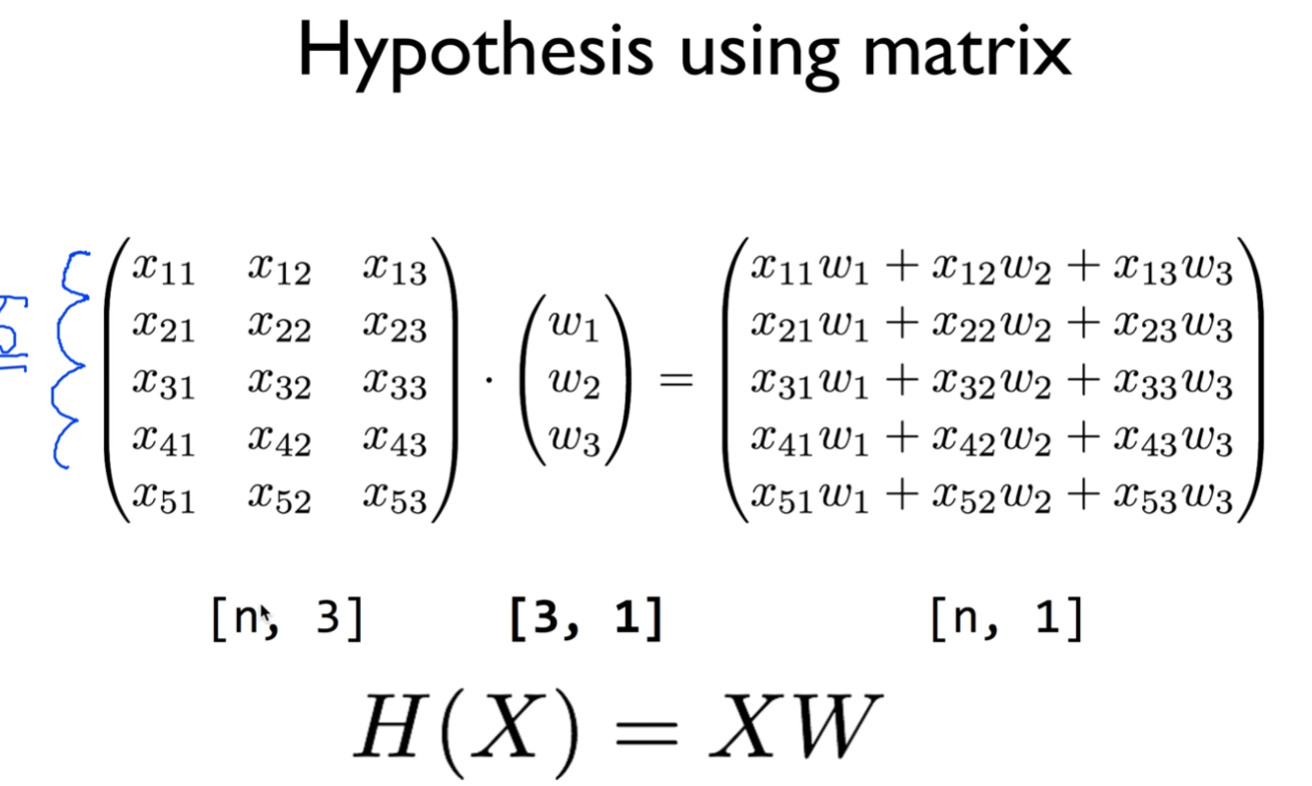 Hypothesis using matrix
5
x₁₁ x₁₂ x₁₃
x₂₁ x₂₂ x₂₃
x₃₁ x₃₂ x₃₃
x₄₁ x₄₂ x₄₃
x₅₁ x₅₂ x₅₃
·
w₁
w₂
w₃
=
x₁₁w₁ + x₁₂w₂ + x₁₃w₃
x₂₁w₁ + x₂₂w₂ + x₂₃w₃
x₃₁w₁ + x₃₂w₂ + x₃₃w₃
x₄₁w₁ + x₄₂w₂ + x₄₃w₃
x₅₁w₁ + x₅₂w₂ + x₅₃w₃
[n, 3] [3, 1] [n, 1]
H(X) = XW